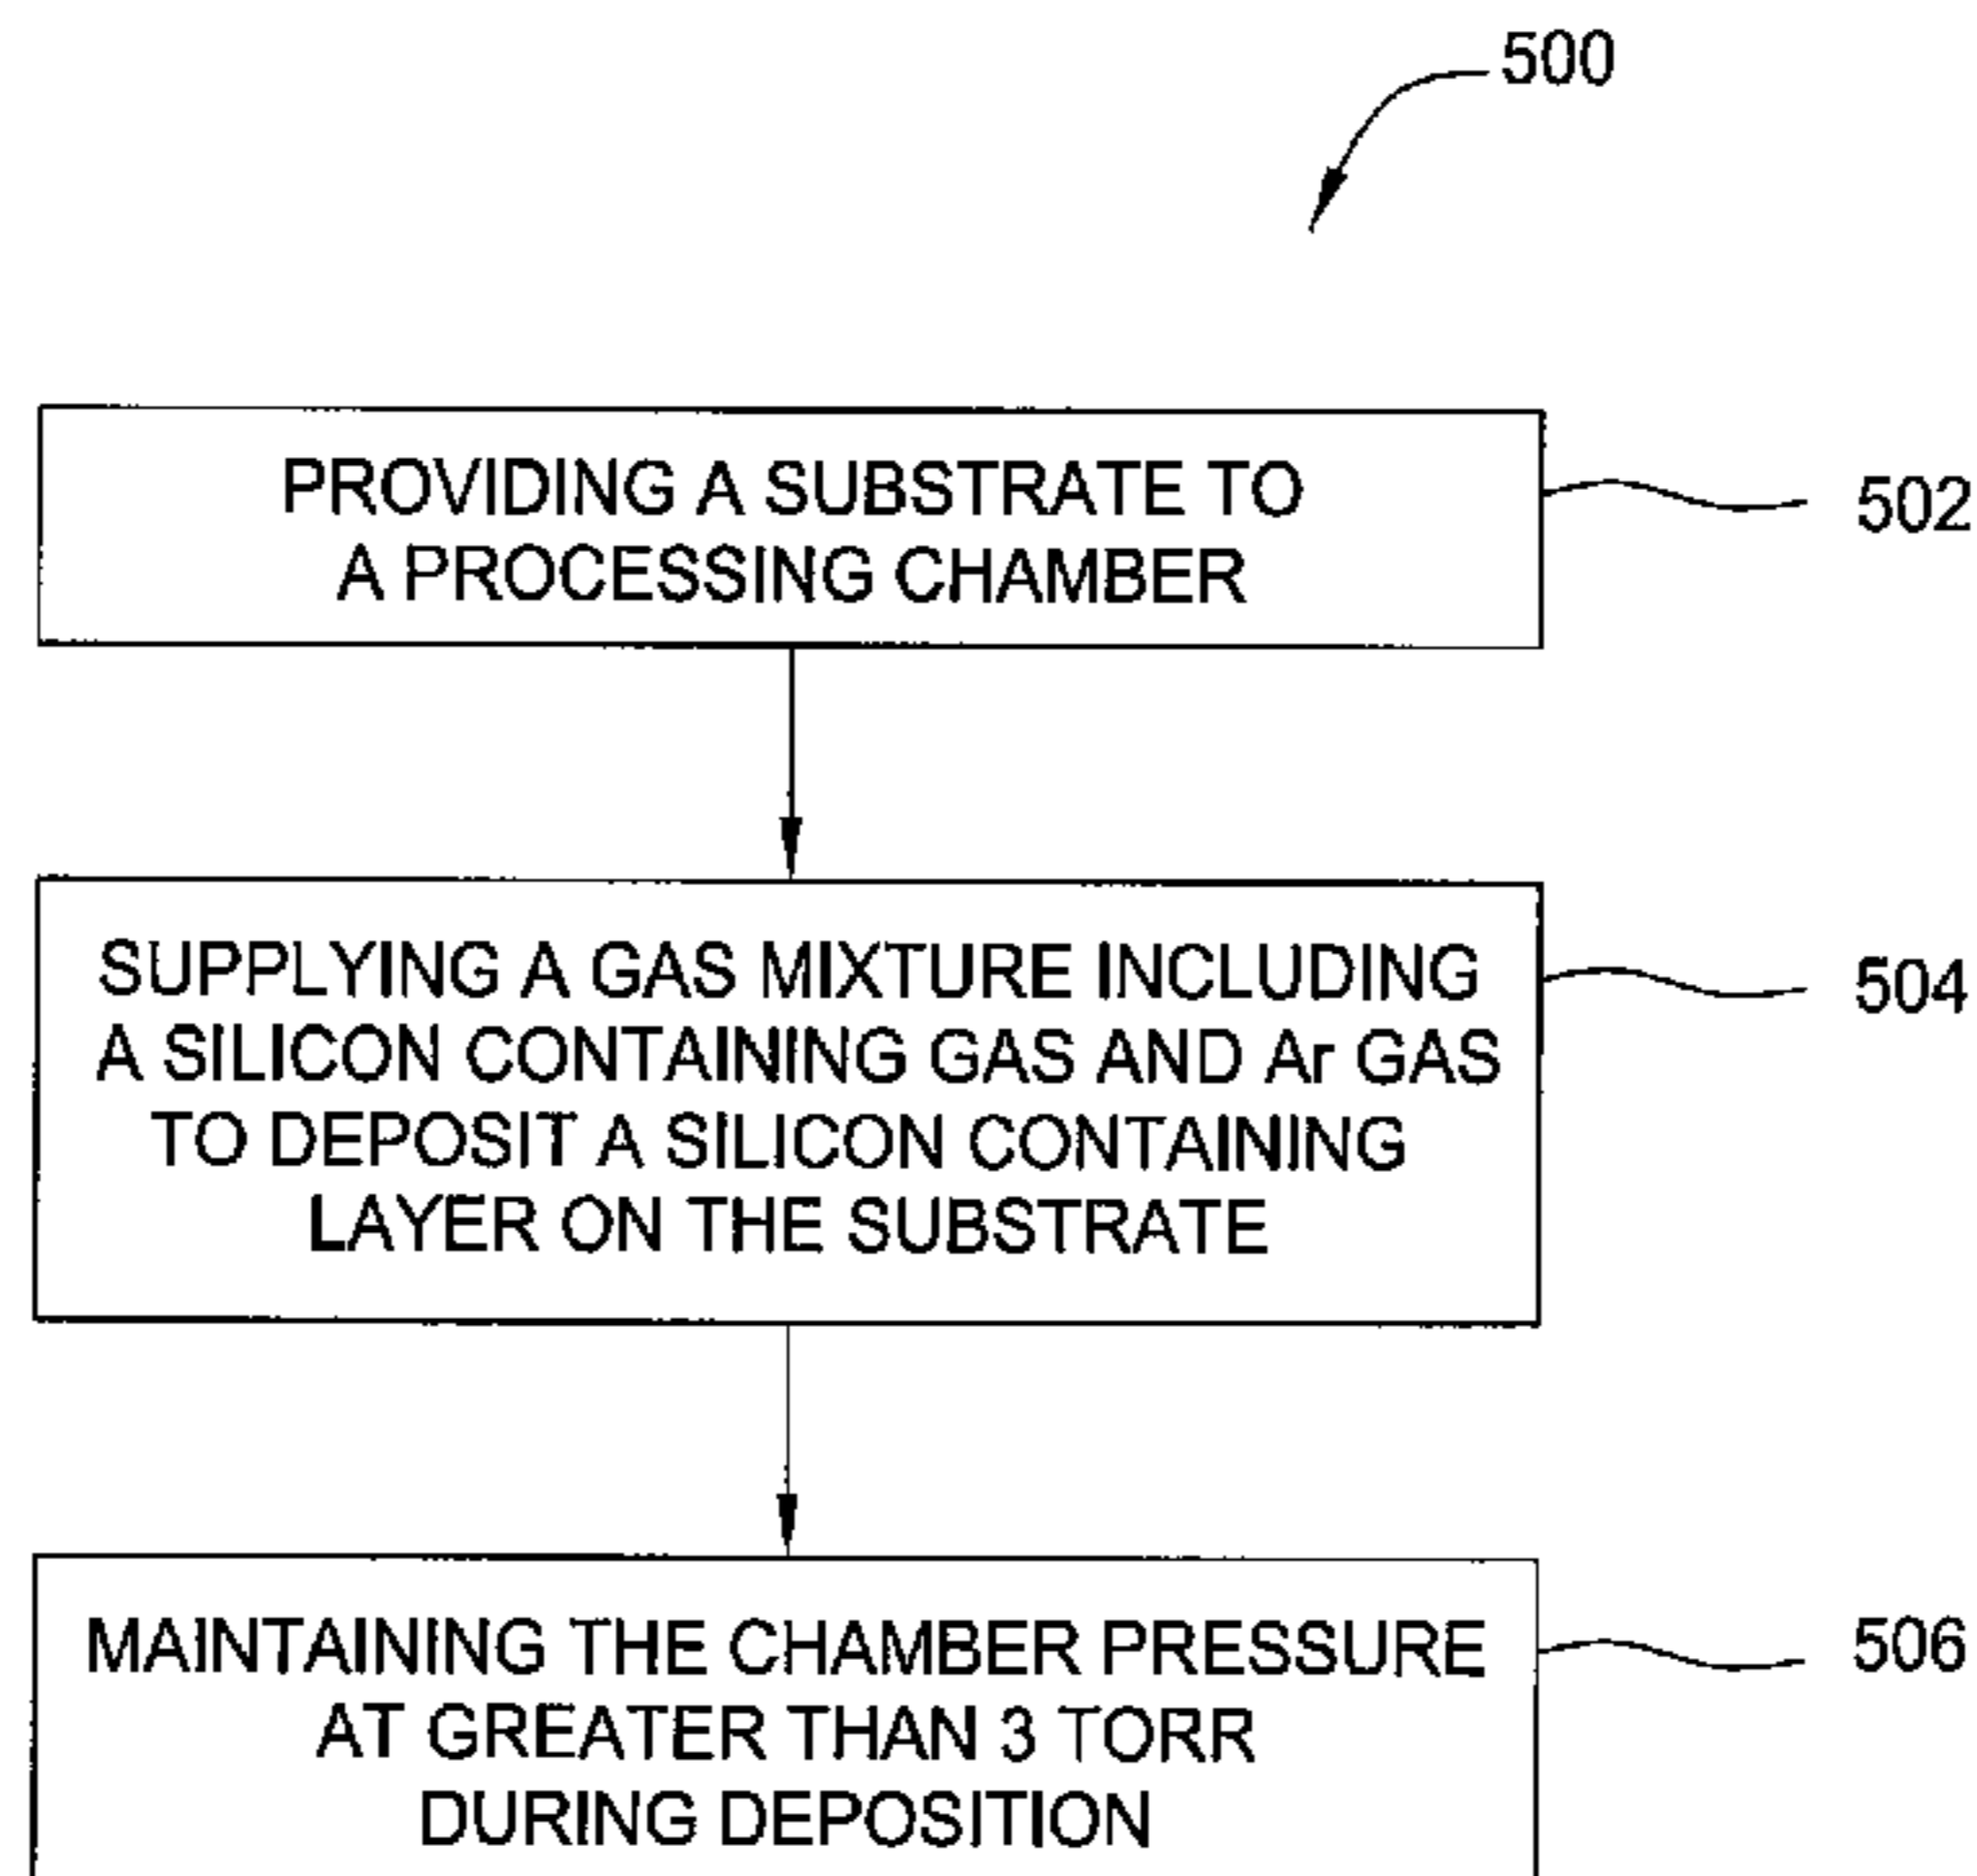 500
PROVIDING A SUBSTRATE TO
A PROCESSING CHAMBER
502
SUPPLYING A GAS MIXTURE INCLUDING
A SILICON CONTAINING GAS AND Ar GAS
TO DEPOSIT A SILICON CONTAINING
LAYER ON THE SUBSTRATE
504
MAINTAINING THE CHAMBER PRESSURE
AT GREATER THAN 3 TORR
DURING DEPOSITION
506